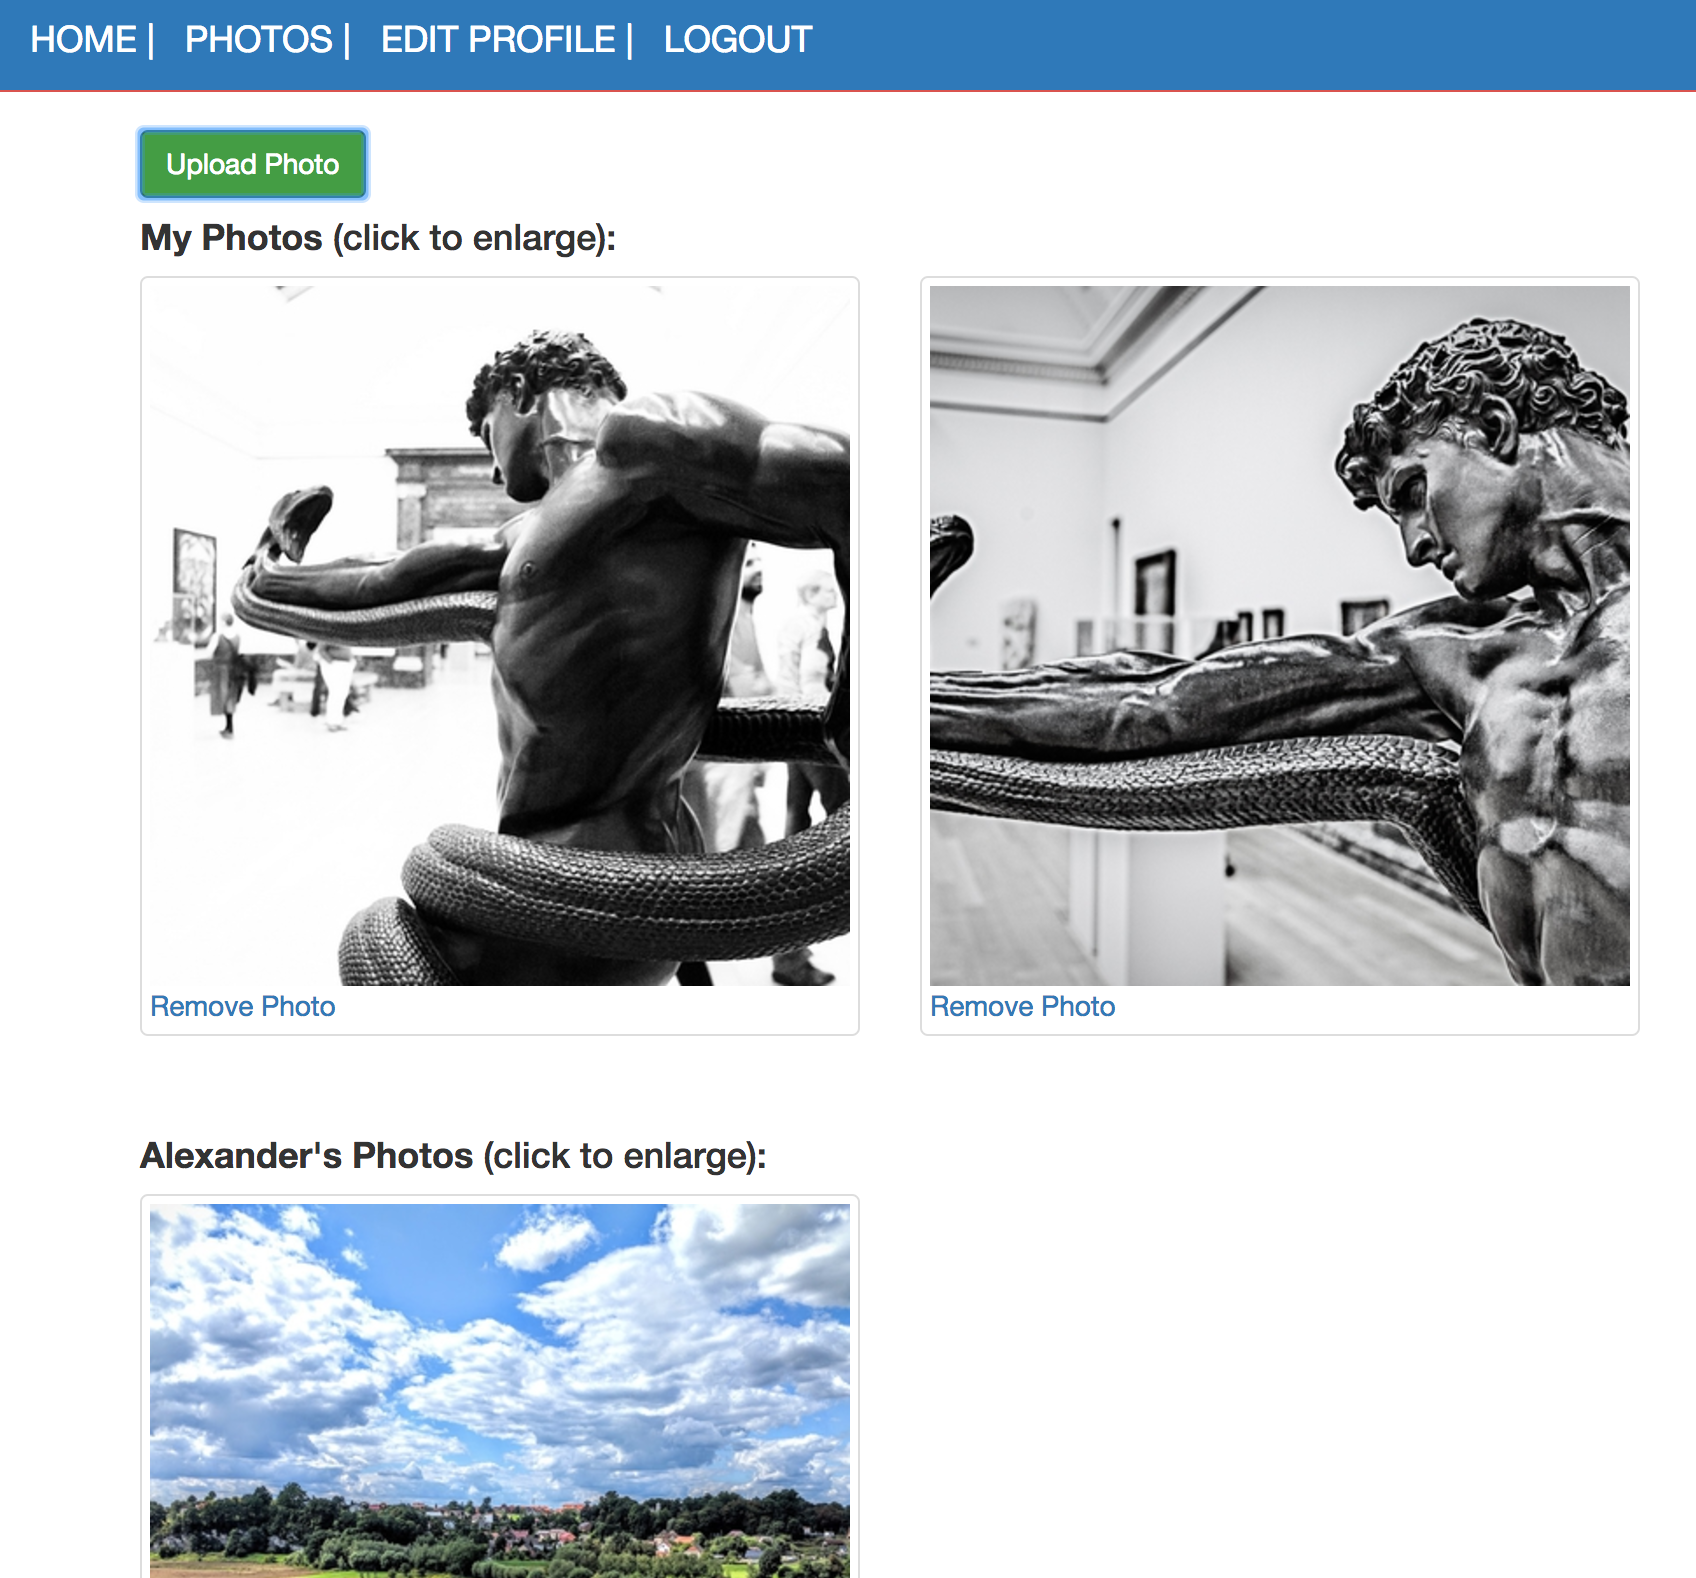 HOME | PHOTOS | EDIT PROFILE | LOGOUT
Upload Photo
My Photos (click to enlarge):
Remove Photo
Remove Photo
Alexander's Photos (click to enlarge):